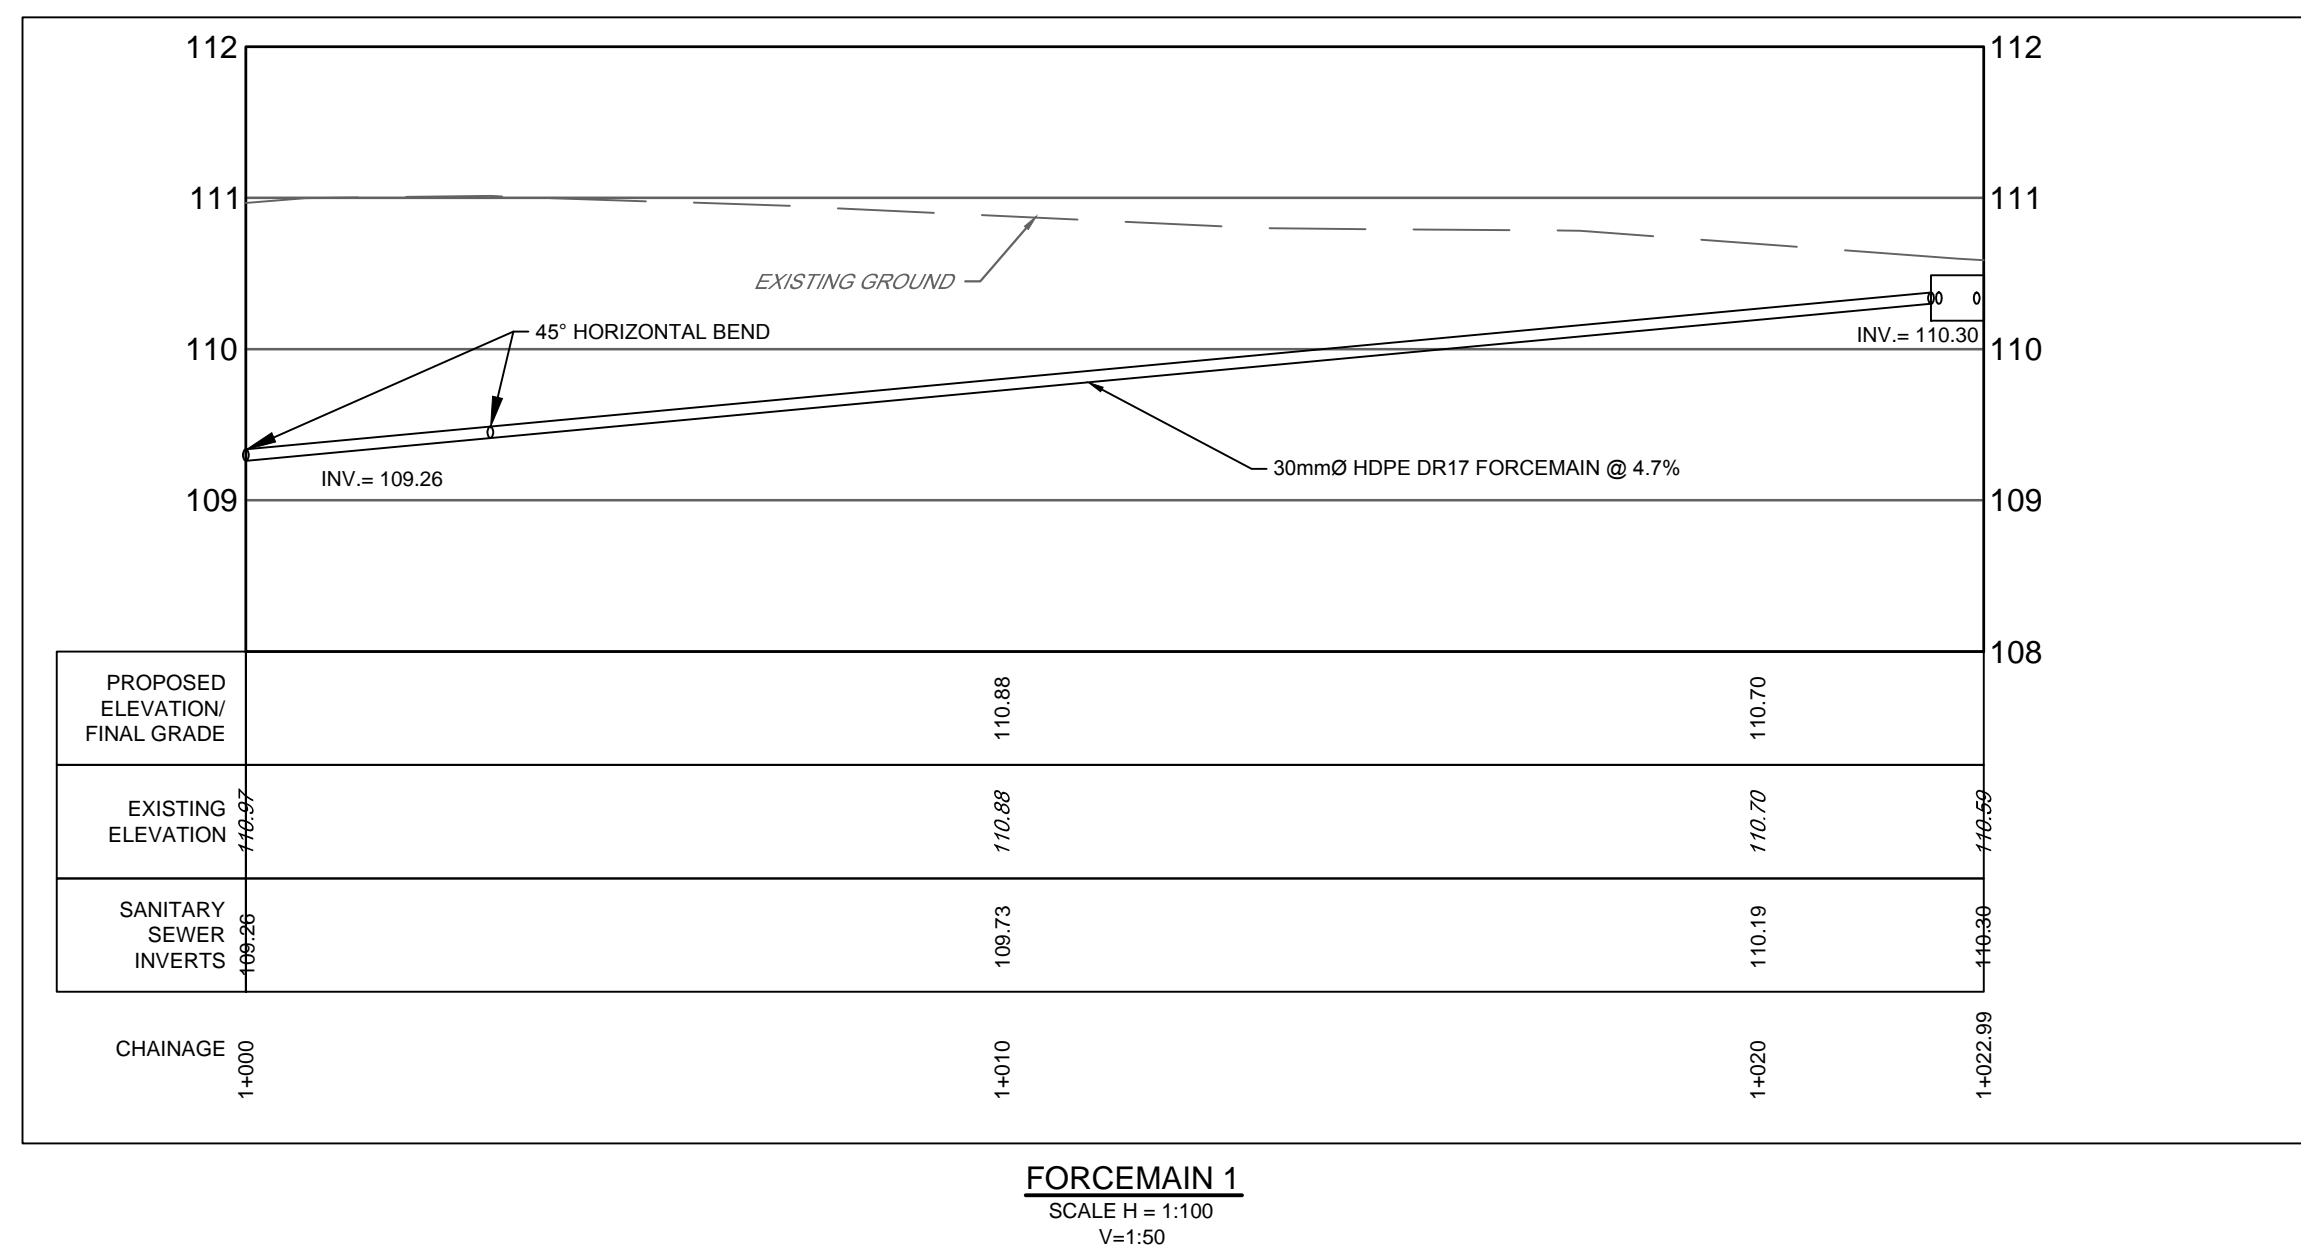 112
112
111
111
EXISTING GROUND
45° HORIZONTAL BEND
INV.= 110.30
110
110
30mmØ HDPE DR17 FORCEMAIN @ 4.7%
INV.= 109.26
109
109
108
PROPOSED
ELEVATION/
FINAL GRADE
110.88
110.70
EXISTING
ELEVATION
110.97
110.88
110.70
110.59
SANITARY
SEWER
INVERTS
109.26
109.73
110.19
110.30
CHAINAGE
1+000
1+010
1+020
1+022.99
FORCEMAIN 1
SCALE H = 1:100
V=1:50